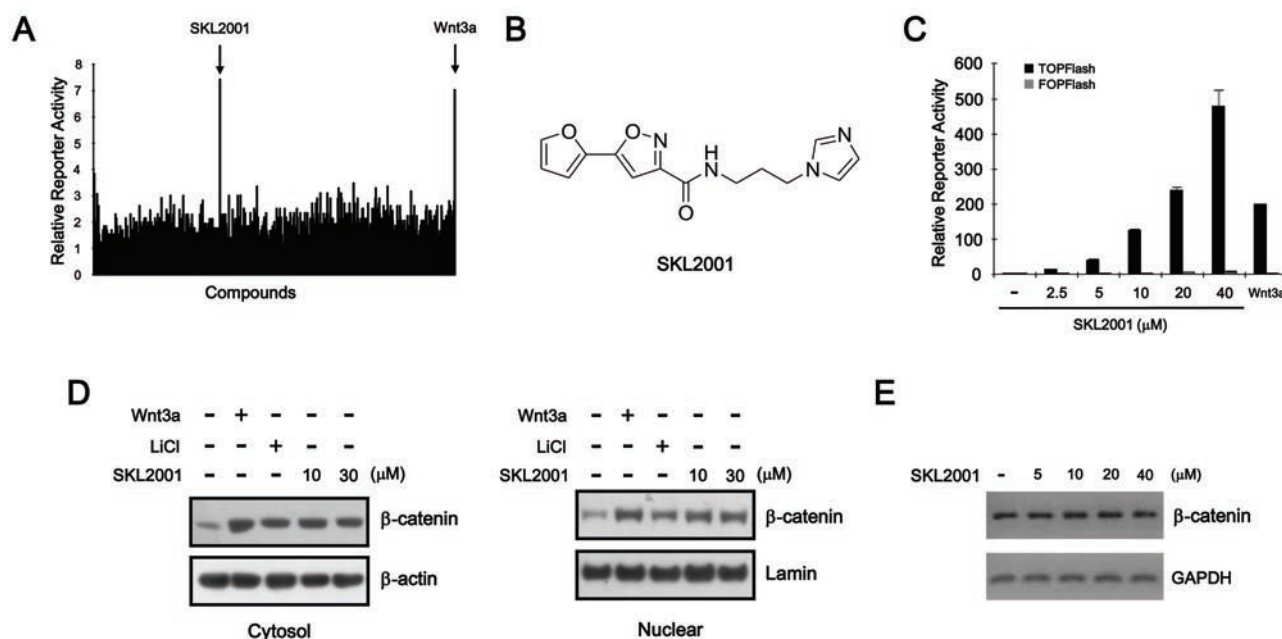 A
SKL2001
Wnt3a
Relative Reporter Activity
8
7
6
5
4
3
2
1
0
Compounds
B
O
O
N
H
N
O
N
N
SKL2001
C
TOPFlash
FOPFlash
Relative Reporter Activity
600
500
400
300
200
100
0
– 2.5 5 10 20 40 Wnt3a
SKL2001 (μM)
D
Wnt3a – + – – –
LiCl – – + – –
SKL2001 – – – 10 30 (μM)
β-catenin
β-actin
Cytosol
Wnt3a – + – – –
LiCl – – + – –
SKL2001 – – – 10 30 (μM)
β-catenin
Lamin
Nuclear
E
SKL2001 – 5 10 20 40 (μM)
β-catenin
GAPDH